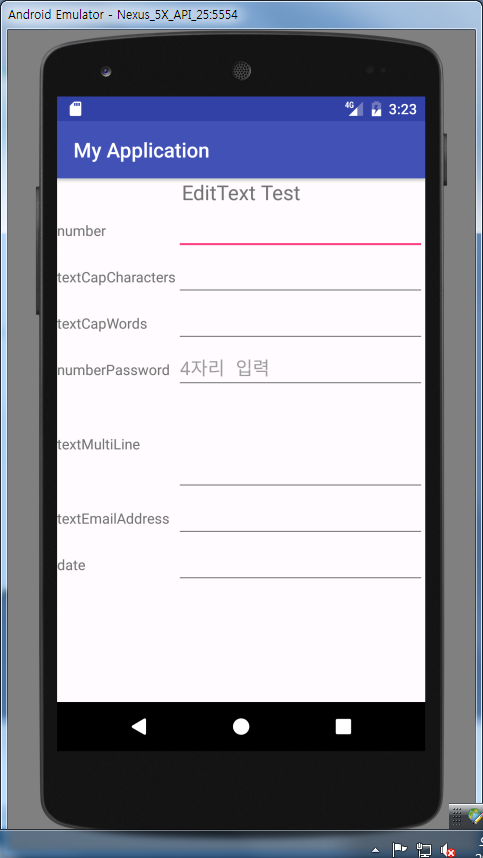 Android Emulator - Nexus_5X_API_25:5554
4G 3:23
My Application
EditText Test
number
textCapCharacters
textCapWords
numberPassword 4자리 입력
textMultiLine
textEmailAddress
date